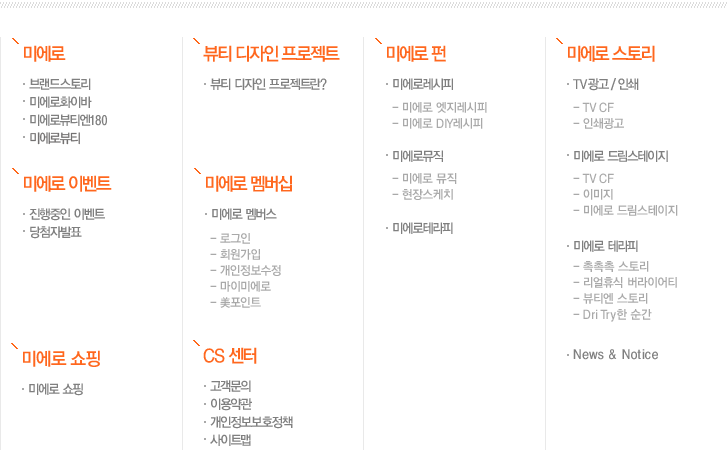 미에로
· 브랜드스토리
· 미에로화이바
· 미에로뷰티엔180
· 미에로뷰티
미에로 이벤트
· 진행중인 이벤트
· 당첨자발표
미에로 쇼핑
· 미에로 쇼핑
뷰티 디자인 프로젝트
· 뷰티 디자인 프로젝트란?
미에로 멤버십
· 미에로 멤버스
– 로그인
– 회원가입
– 개인정보수정
– 마이미에로
– 美포인트
CS 센터
· 고객문의
· 이용약관
· 개인정보보호정책
· 사이트맵
미에로 펀
· 미에로레시피
– 미에로 엣지레시피
– 미에로 DIY레시피
· 미에로뮤직
– 미에로 뮤직
– 현장스케치
· 미에로테라피
미에로 스토리
· TV광고 / 인쇄
– TV CF
– 인쇄광고
· 미에로 드림스테이지
– TV CF
– 이미지
– 미에로 드림스테이지
· 미에로 테라피
– 촉촉촉 스토리
– 리얼휴식 버라이어티
– 뷰티엔 스토리
– Dri Try한 순간
· News & Notice